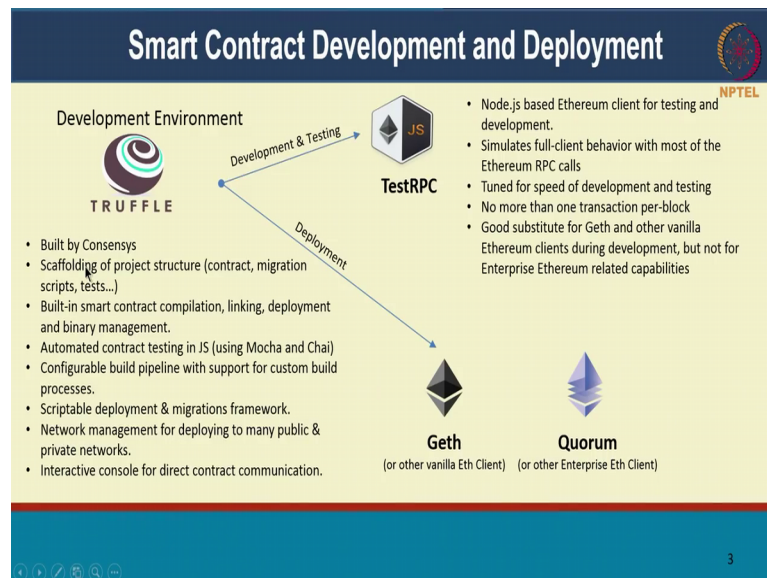 Smart Contract Development and Deployment
NPTEL
Development Environment
TRUFFLE
• Built by Consensys
• Scaffolding of project structure (contract, migration
scripts, tests...)
• Built-in smart contract compilation, linking, deployment
and binary management.
• Automated contract testing in JS (using Mocha and Chai)
• Configurable build pipeline with support for custom build
processes.
• Scriptable deployment & migrations framework.
• Network management for deploying to many public &
private networks.
• Interactive console for direct contract communication.
Development & Testing
Deployment
JS
TestRPC
• Node.js based Ethereum client for testing and
development.
• Simulates full-client behavior with most of the
Ethereum RPC calls
• Tuned for speed of development and testing
• No more than one transaction per-block
• Good substitute for Geth and other vanilla
Ethereum clients during development, but not for
Enterprise Ethereum related capabilities
Geth
(or other vanilla Eth Client)
Quorum
(or other Enterprise Eth Client)
3